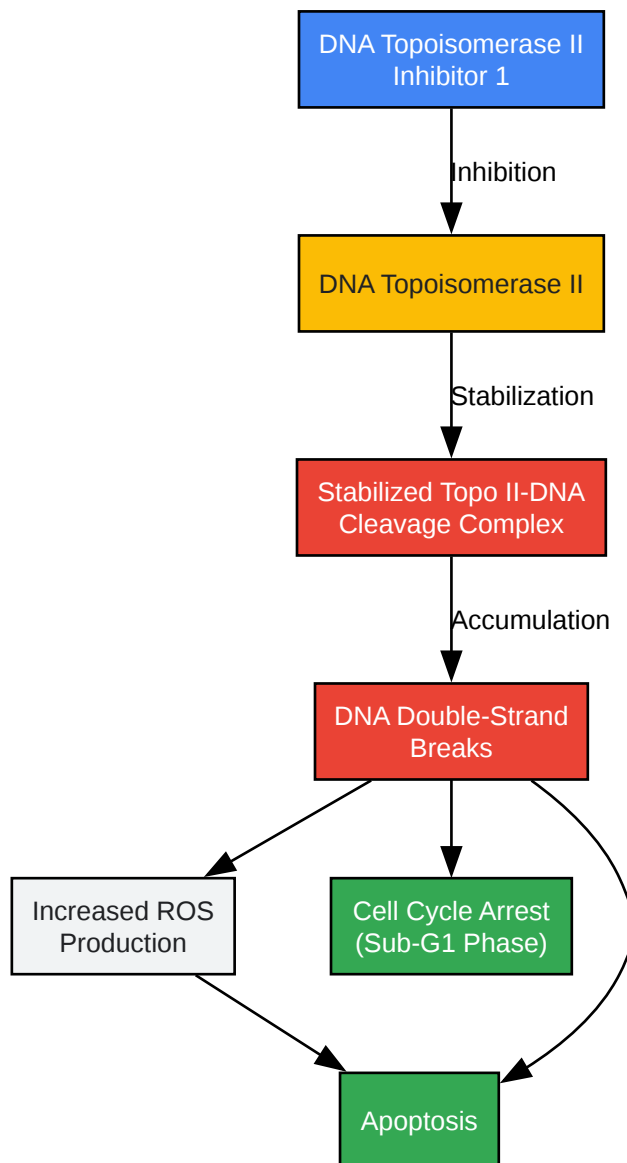 DNA Topoisomerase II
Inhibitor 1
Inhibition
DNA Topoisomerase II
Stabilization
Stabilized Topo II-DNA
Cleavage Complex
Accumulation
DNA Double-Strand
Breaks
Increased ROS
Production
Cell Cycle Arrest
(Sub-G1 Phase)
Apoptosis